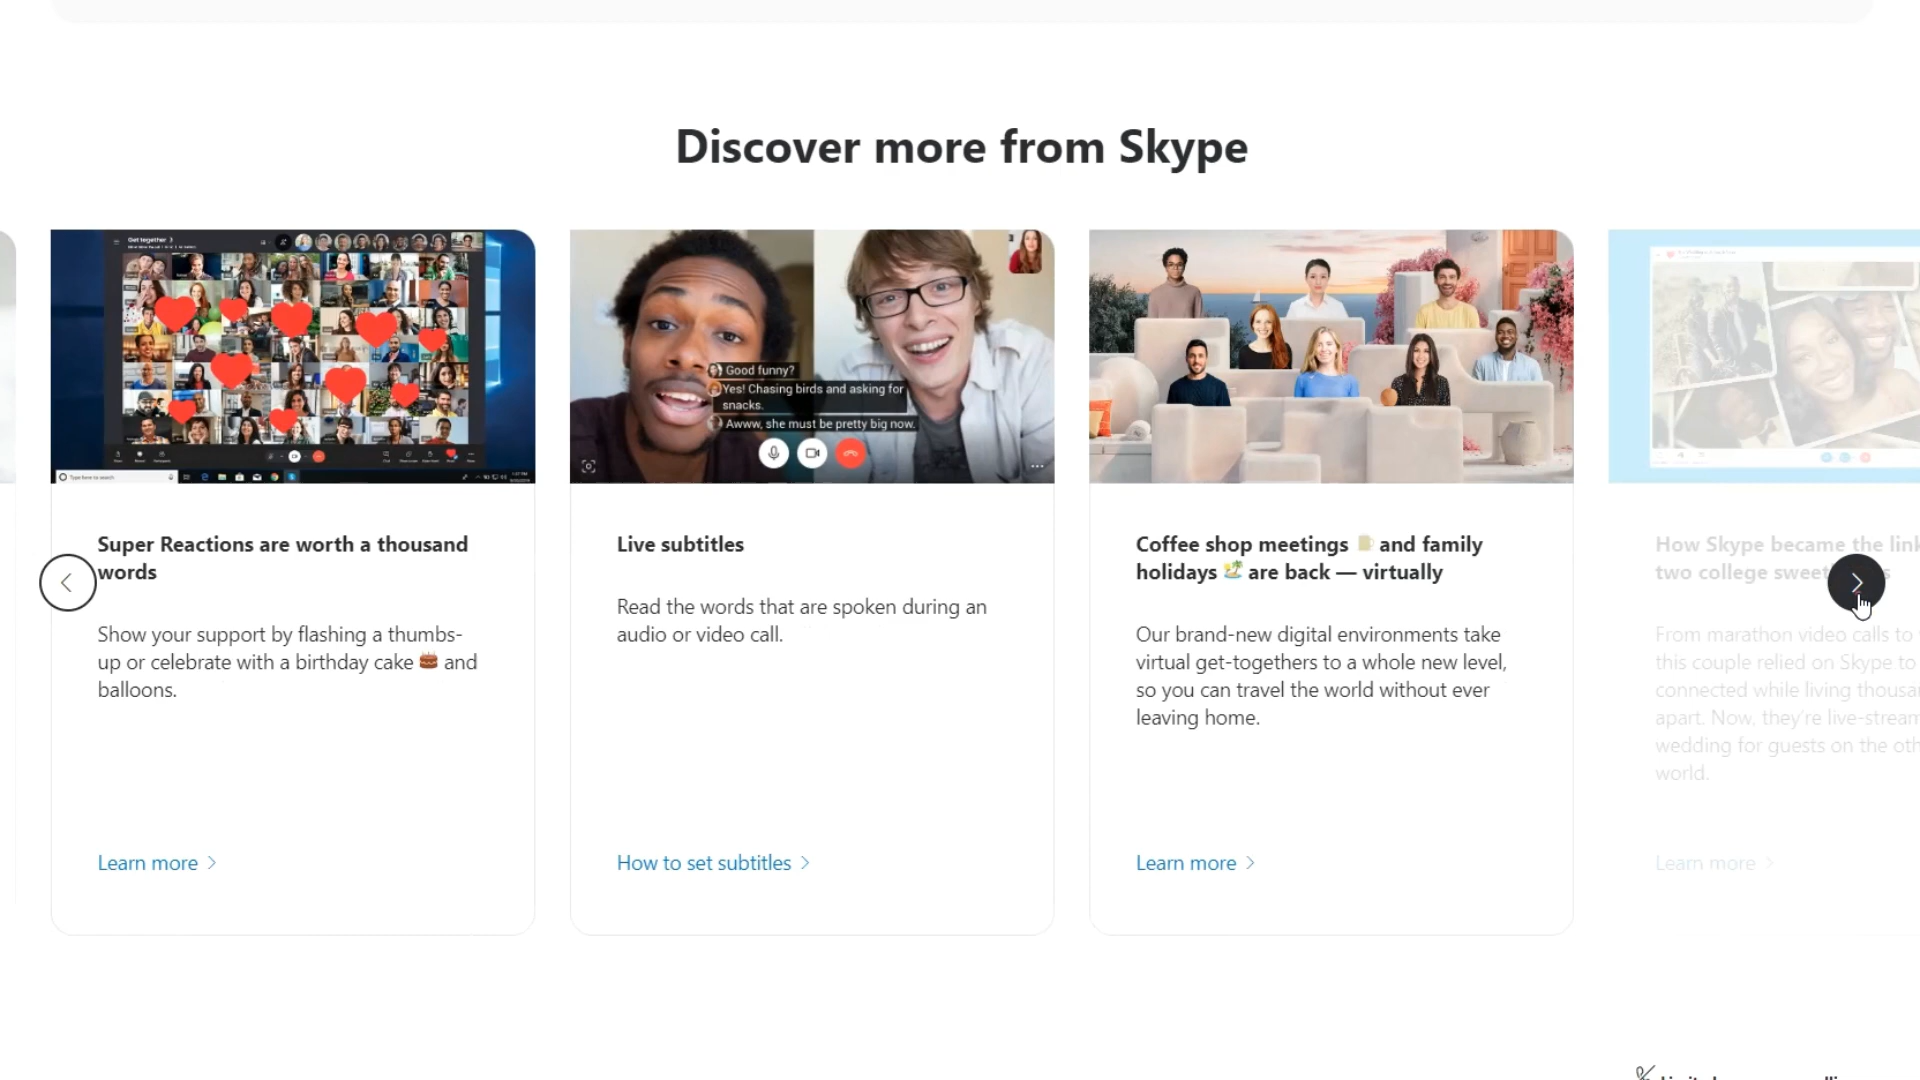 Discover more from Skype
Get together
Type here to search
Good funny?
Yes! Chasing birds and asking for
snacks.
Awww, she must be pretty big now.
Super Reactions are worth a thousand
words
Show your support by flashing a thumbs-
up or celebrate with a birthday cake 🎂 and
balloons.
Learn more
Live subtitles
Read the words that are spoken during an
audio or video call.
How to set subtitles
Coffee shop meetings 🍺 and family
holidays 🏝️ are back — virtually
Our brand-new digital environments take
virtual get-togethers to a whole new level,
so you can travel the world without ever
leaving home.
Learn more
How Skype became the link
two college
From marathon video calls to
this couple relied on Skype to
connected while living
apart. Now, they're
wedding for guests on the
world.
Learn more